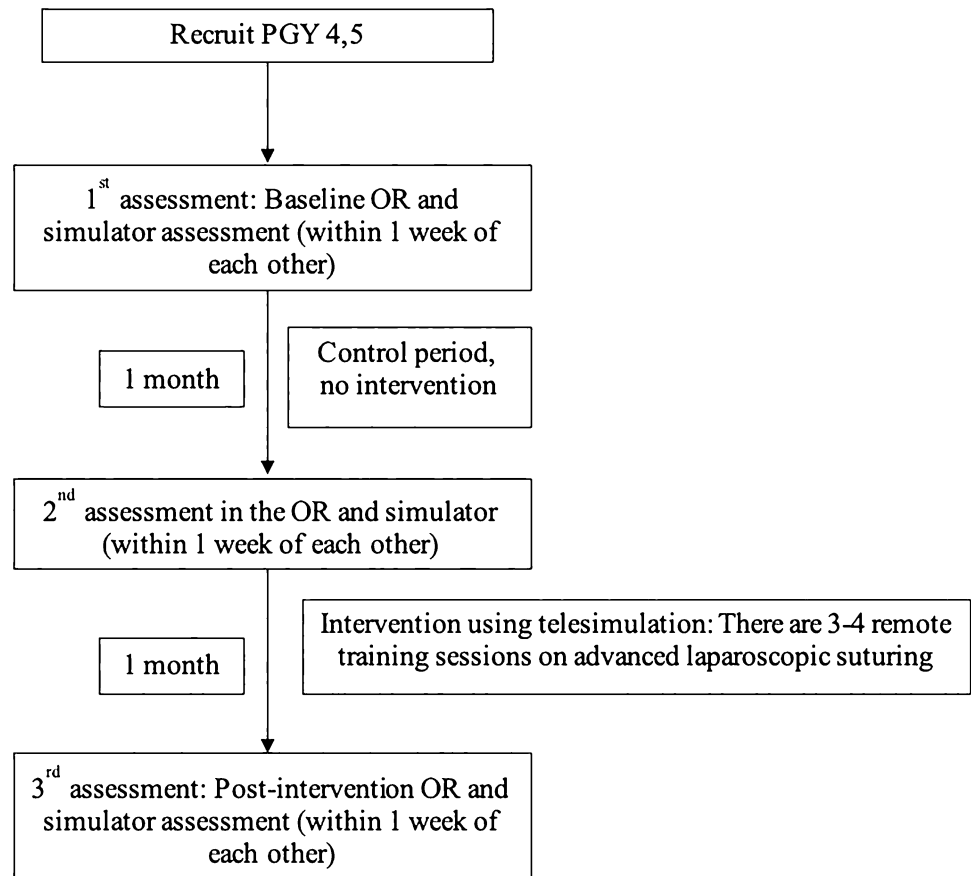 Recruit PGY 4,5
1st assessment: Baseline OR and
simulator assessment (within 1 week of
each other)
1 month
Control period,
no intervention
2nd assessment in the OR and simulator
(within 1 week of each other)
Intervention using telesimulation: There are 3-4 remote
training sessions on advanced laparoscopic suturing
1 month
3rd assessment: Post-intervention OR and
simulator assessment (within 1 week of
each other)